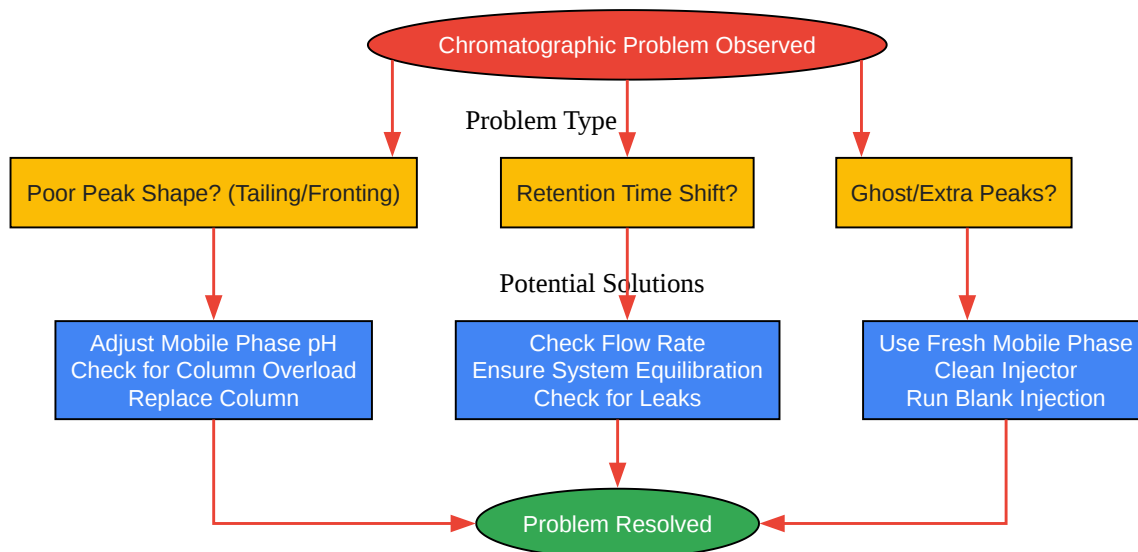 Chromatographic Problem Observed
Problem Type
Poor Peak Shape? (Tailing/Fronting)
Retention Time Shift?
Ghost/Extra Peaks?
Potential Solutions
Adjust Mobile Phase pH
Check for Column Overload
Replace Column
Check Flow Rate
Ensure System Equilibration
Check for Leaks
Use Fresh Mobile Phase
Clean Injector
Run Blank Injection
Problem Resolved